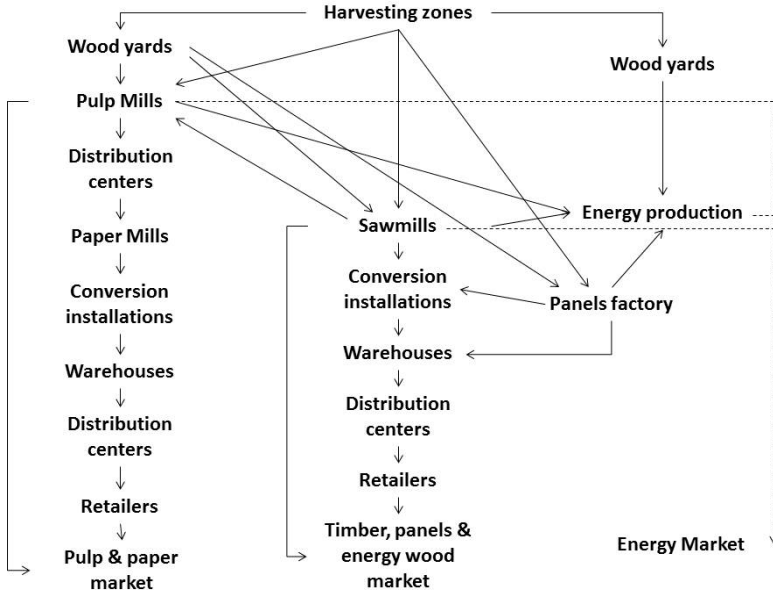 Harvesting zones
Wood yards
Wood yards
Pulp Mills
Distribution
centers
Paper Mills
Conversion
installations
Warehouses
Distribution
centers
Retailers
Pulp & paper
market
Sawmills
Conversion
installations
Warehouses
Distribution
centers
Retailers
Timber, panels &
energy wood
market
Energy production
Panels factory
Energy Market